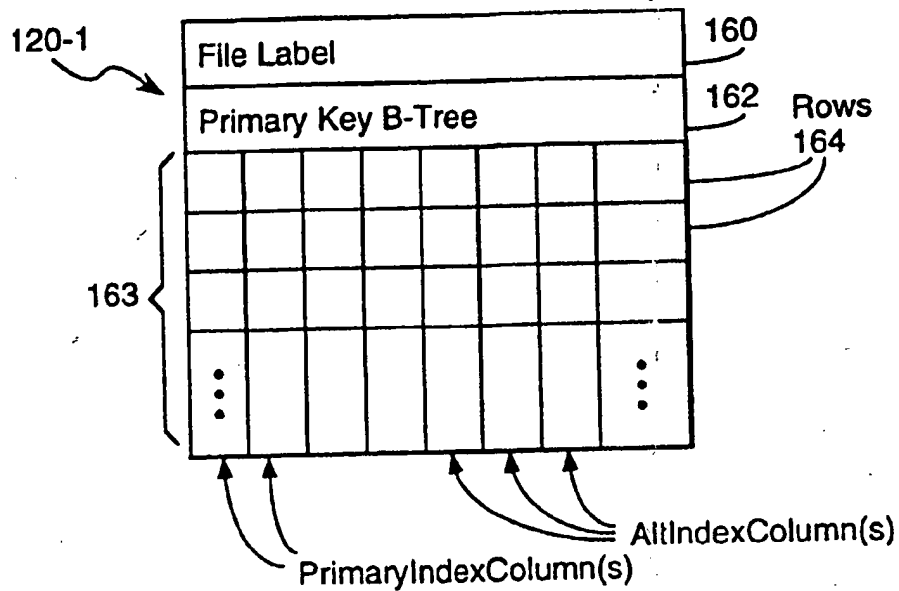 120-1
File Label
160
Primary Key B-Tree
162
Rows
164
163
AltIndexColumn(s)
PrimaryIndexColumn(s)